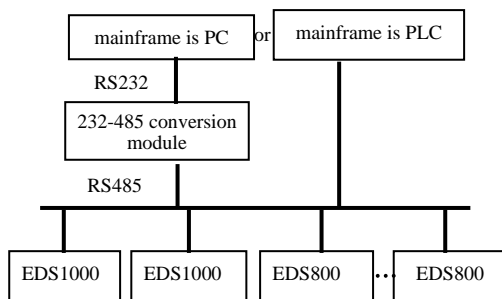 mainframe is PC
or
mainframe is PLC
RS232
232-485 conversion
module
RS485
EDS1000
EDS1000
EDS800
...
EDS800